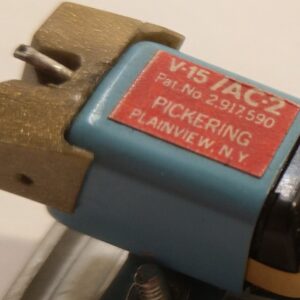 V-15 / AC-2
Pat. No 2,917,590
PICKERING
PLAINVIEW, N.Y.